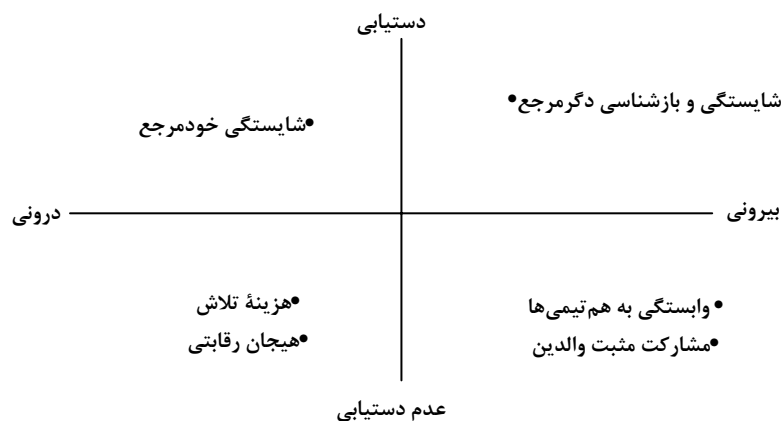 دستیابی
شایستگی و بازشناسی دگرمرجع•
•شایستگی خودمرجع
بیرونی
درونی
•وابستگی به هم‌تیمی‌ها
•مشارکت مثبت والدین
•هزینهٔ تلاش
•هیجان رقابتی
عدم دستیابی